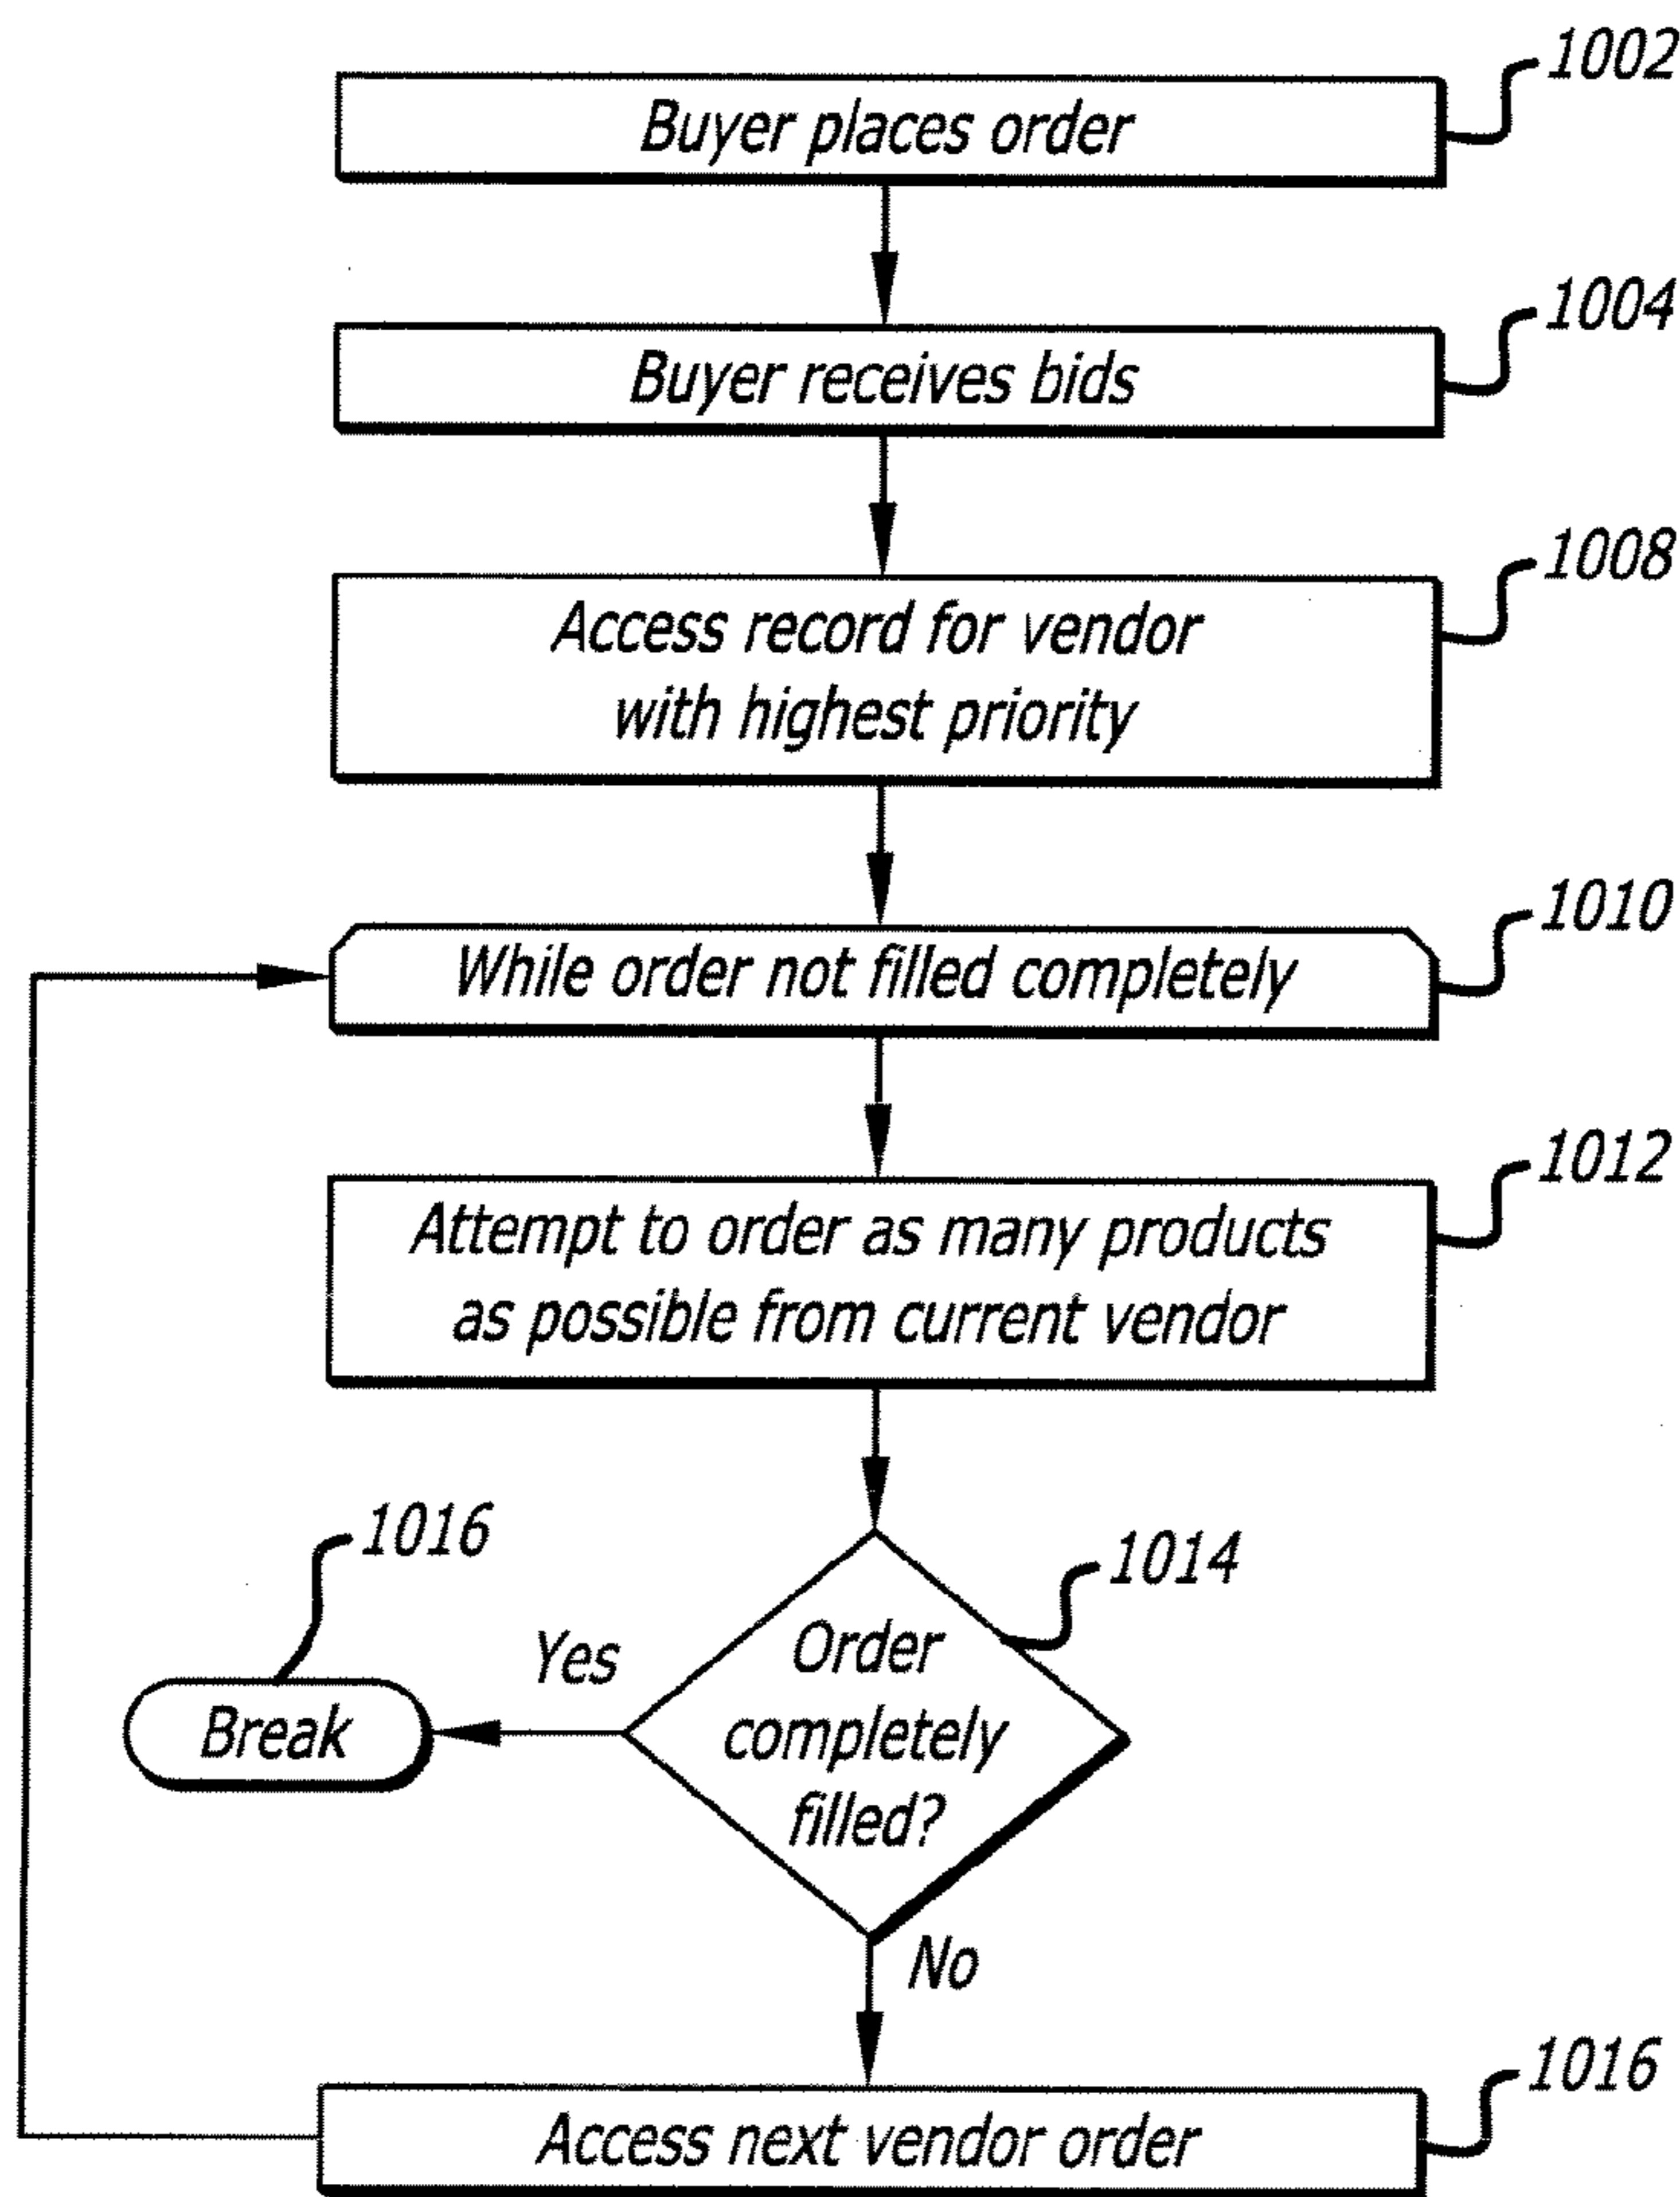 1002
Buyer places order
1004
Buyer receives bids
1008
Access record for vendor
with highest priority
1010
While order not filled completely
1012
Attempt to order as many products
as possible from current vendor
1016
1014
Yes
Break
Order
completely
filled?
No
1016
Access next vendor order